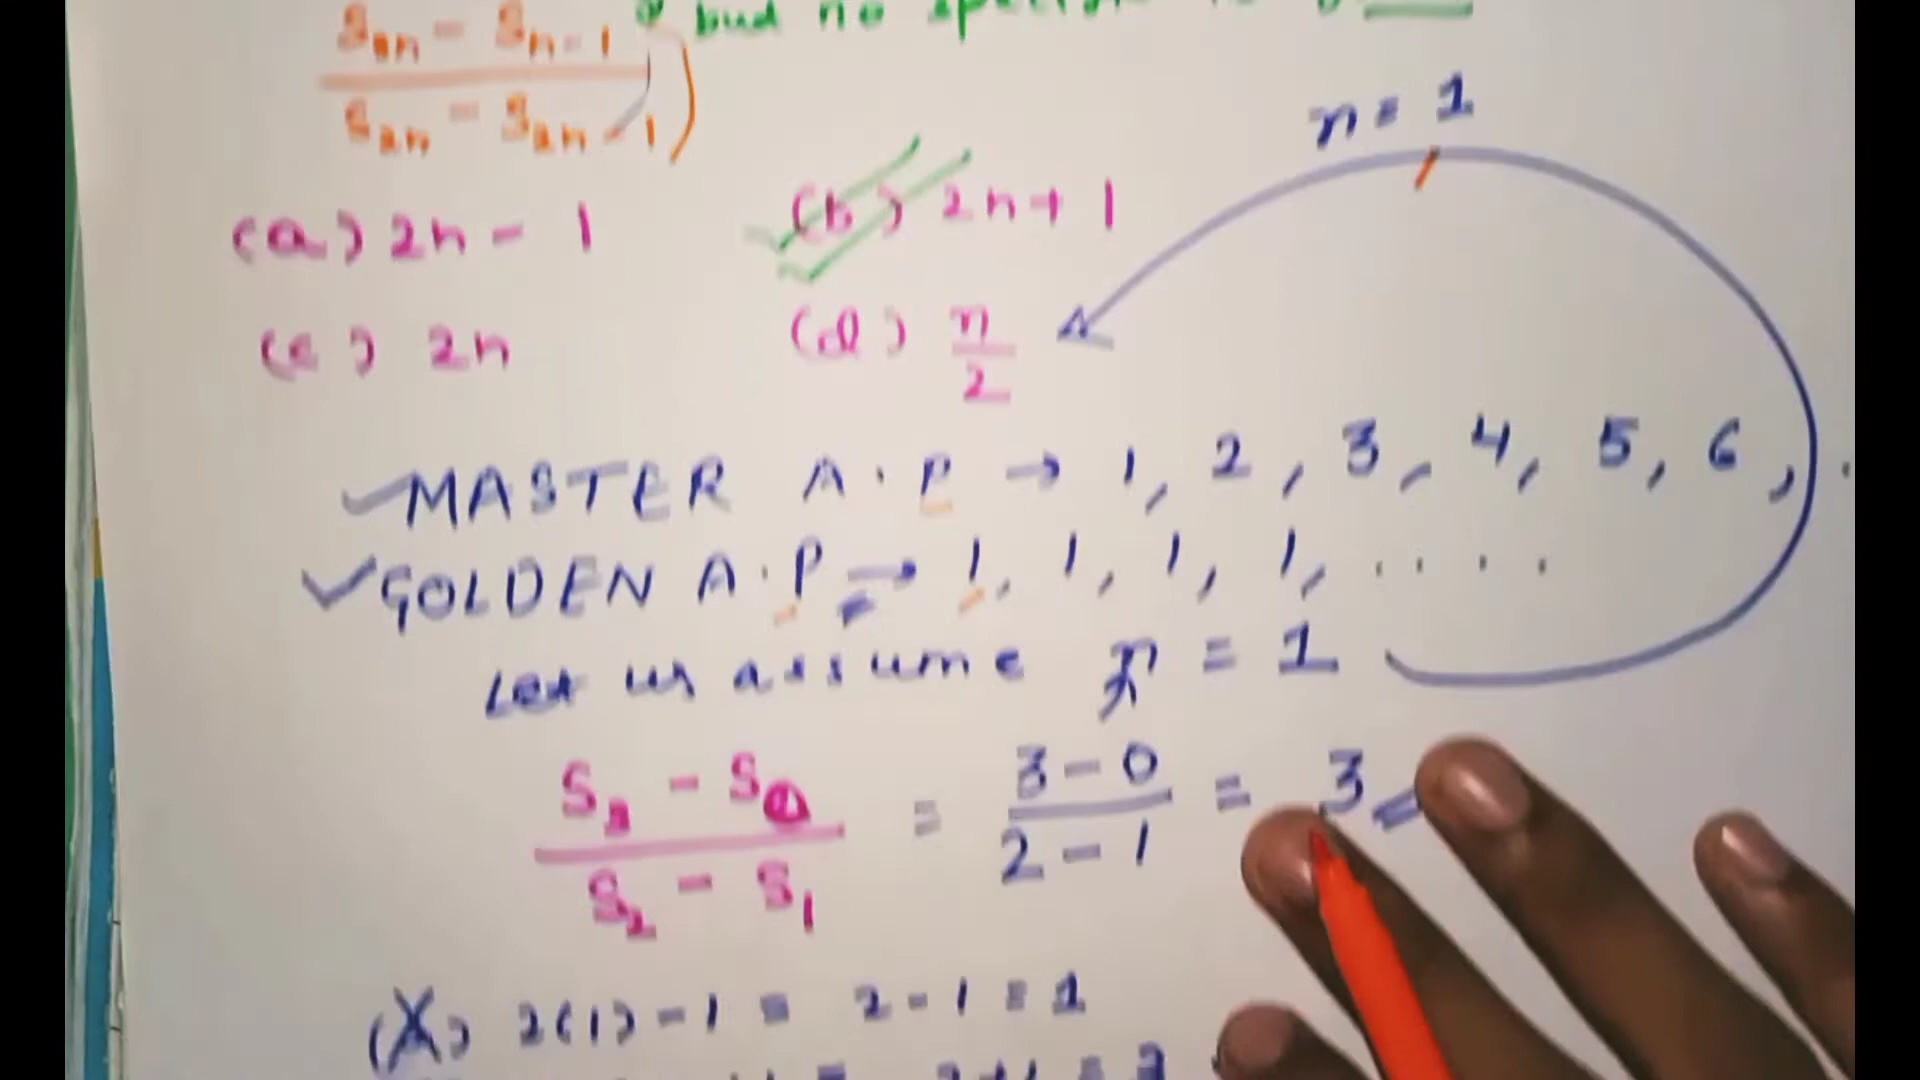 but no
S3n - Sn-1
S2n - S2n-1
n = 1
(a) 2n - 1 (b) 2n + 1
(c) 2n (d) n/2
MASTER A.P → 1, 2, 3, 4, 5, 6, .
GOLDEN A.P → 1, 1, 1, 1, . . . .
Let us assume n = 1
S3 - S0 / S2 - S1 = 3 - 0 / 2 - 1 = 3
2(1) - 1 = 2 - 1 = 1